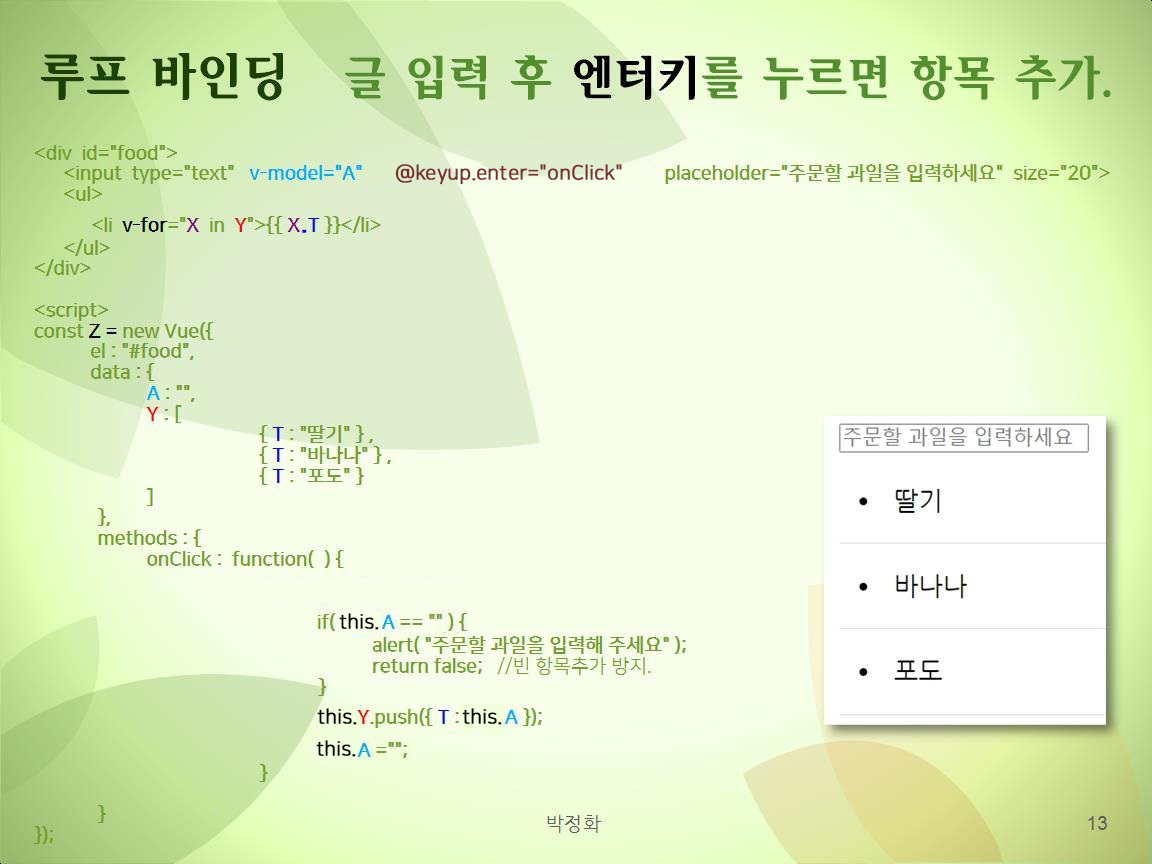 루프 바인딩 글 입력 후 엔터키를 누르면 항목 추가.
<div id="food">
<input type="text" v-model="A" @keyup.enter="onClick" placeholder="주문할 과일을 입력하세요" size="20">
<ul>
<li v-for="X in Y">{{ X.T }}</li>
</ul>
</div>
<script>
const Z = new Vue({
el : "#food",
data : {
A : "",
Y : [
{ T : "딸기" } ,
{ T : "바나나" } ,
{ T : "포도" }
]
},
methods : {
onClick : function( ) {
if( this.A == "" ) {
alert( "주문할 과일을 입력해 주세요" );
return false; //빈 항목추가 방지.
}
this.Y.push({ T : this.A });
this.A ="";
}
}
});
주문할 과일을 입력하세요
• 딸기
• 바나나
• 포도
박정화
13